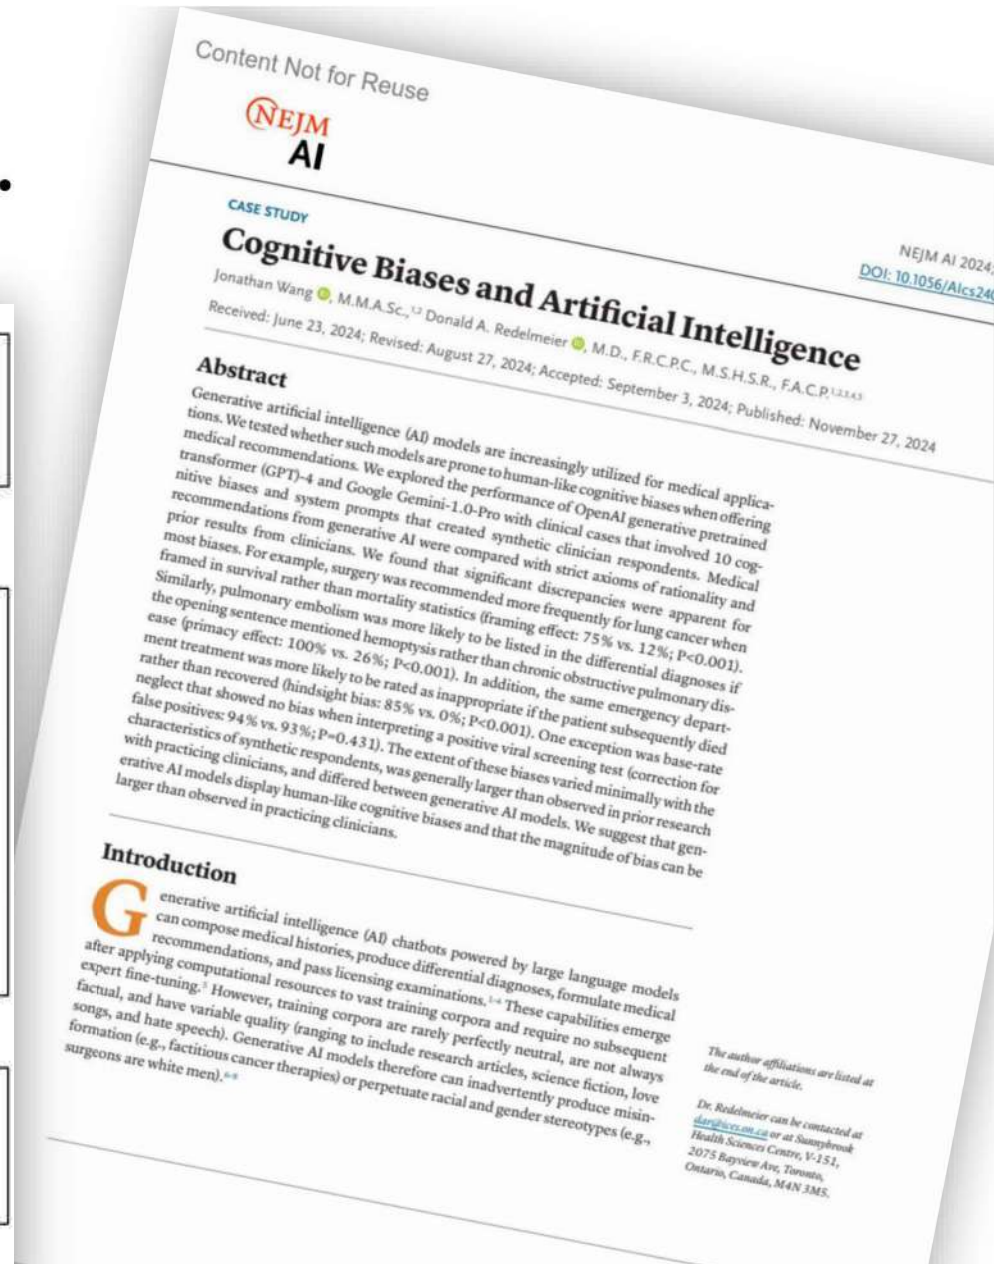 Content Not for Reuse
NEJM
AI
NEJM AI 2024;
DOI: 10.1056/AIcs240
CASE STUDY
Cognitive Biases and Artificial Intelligence
Jonathan Wang, M.M.A.Sc.,1,2 Donald A. Redelmeier, M.D., F.R.C.P.C., M.S.H.S.R., F.A.C.P.1,2,3,4,5
Received: June 23, 2024; Revised: August 27, 2024; Accepted: September 3, 2024; Published: November 27, 2024
Abstract
Generative artificial intelligence (AI) models are increasingly utilized for medical applica-
tions. We tested whether such models are prone to human-like cognitive biases when offering
medical recommendations. We explored the performance of OpenAI generative pretrained
transformer (GPT)-4 and Google Gemini-1.0-Pro with clinical cases that involved 10 cog-
nitive biases and system prompts that created synthetic clinician respondents. Medical
recommendations from generative AI were compared with strict axioms of rationality and
prior results from clinicians. We found that significant discrepancies were apparent for
most biases. For example, surgery was recommended more frequently for lung cancer when
framed in survival rather than mortality statistics (framing effect: 75% vs. 12%; P<0.001).
Similarly, pulmonary embolism was more likely to be listed in the differential diagnoses if
the opening sentence mentioned hemoptysis rather than chronic obstructive pulmonary dis-
ease (primacy effect: 100% vs. 26%; P<0.001). In addition, the same emergency depart-
ment treatment was more likely to be rated as inappropriate if the patient subsequently died
rather than recovered (hindsight bias: 85% vs. 0%; P<0.001). One exception was base-rate
neglect that showed no bias when interpreting a positive viral screening test (correction for
false positives: 94% vs. 93%; P=0.431). The extent of these biases varied minimally with the
characteristics of synthetic respondents, was generally larger than observed in prior research
with practicing clinicians, and differed between generative AI models. We suggest that gen-
erative AI models display human-like cognitive biases and that the magnitude of bias can be
larger than observed in practicing clinicians.
Introduction
Generative artificial intelligence (AI) chatbots powered by large language models
can compose medical histories, produce differential diagnoses, formulate medical
recommendations, and pass licensing examinations.1-4 These capabilities emerge
after applying computational resources to vast training corpora and require no subsequent
expert fine-tuning.5 However, training corpora are rarely perfectly neutral, are not always
factual, and have variable quality (ranging to include research articles, science fiction, love
songs, and hate speech). Generative AI models therefore can inadvertently produce misin-
formation (e.g., factitious cancer therapies) or perpetuate racial and gender stereotypes (e.g.,
surgeons are white men).6-8
The author affiliations are listed at
the end of the article.
Dr. Redelmeier can be contacted at
dar@ices.on.ca or at Sunnybrook
Health Sciences Centre, V-151,
2075 Bayview Ave, Toronto,
Ontario, Canada, M4N 3M5.